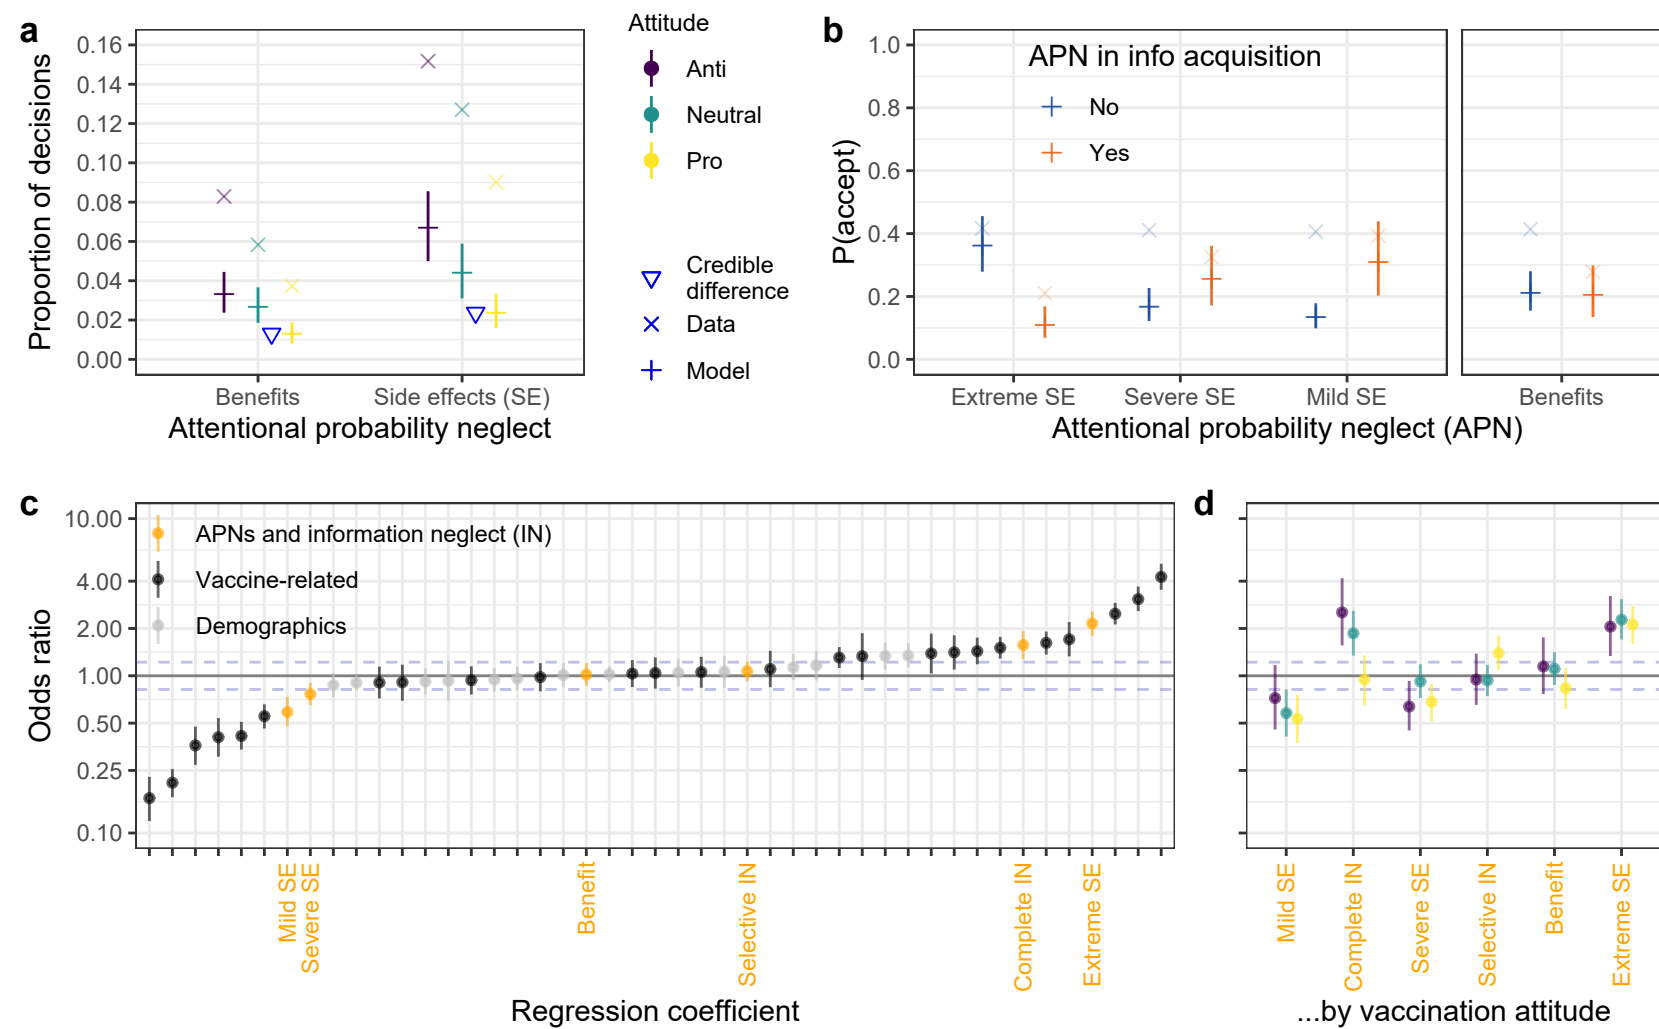 a
Proportion of decisions
0.16
0.14
0.12
0.10
0.08
0.06
0.04
0.02
0.00
Benefits
Side effects (SE)
Attentional probability neglect
Attitude
Anti
Neutral
Pro
Credible
difference
Data
Model
b
P(accept)
1.0
0.8
0.6
0.4
0.2
0.0
APN in info acquisition
No
Yes
Extreme SE
Severe SE
Mild SE
Benefits
Attentional probability neglect (APN)
c
Odds ratio
10.00
4.00
2.00
1.00
0.50
0.25
0.10
APNs and information neglect (IN)
Vaccine-related
Demographics
Mild SE
Severe SE
Benefit
Selective IN
Complete IN
Extreme SE
Regression coefficient
d
Mild SE
Complete IN
Severe SE
Selective IN
Benefit
Extreme SE
...by vaccination attitude